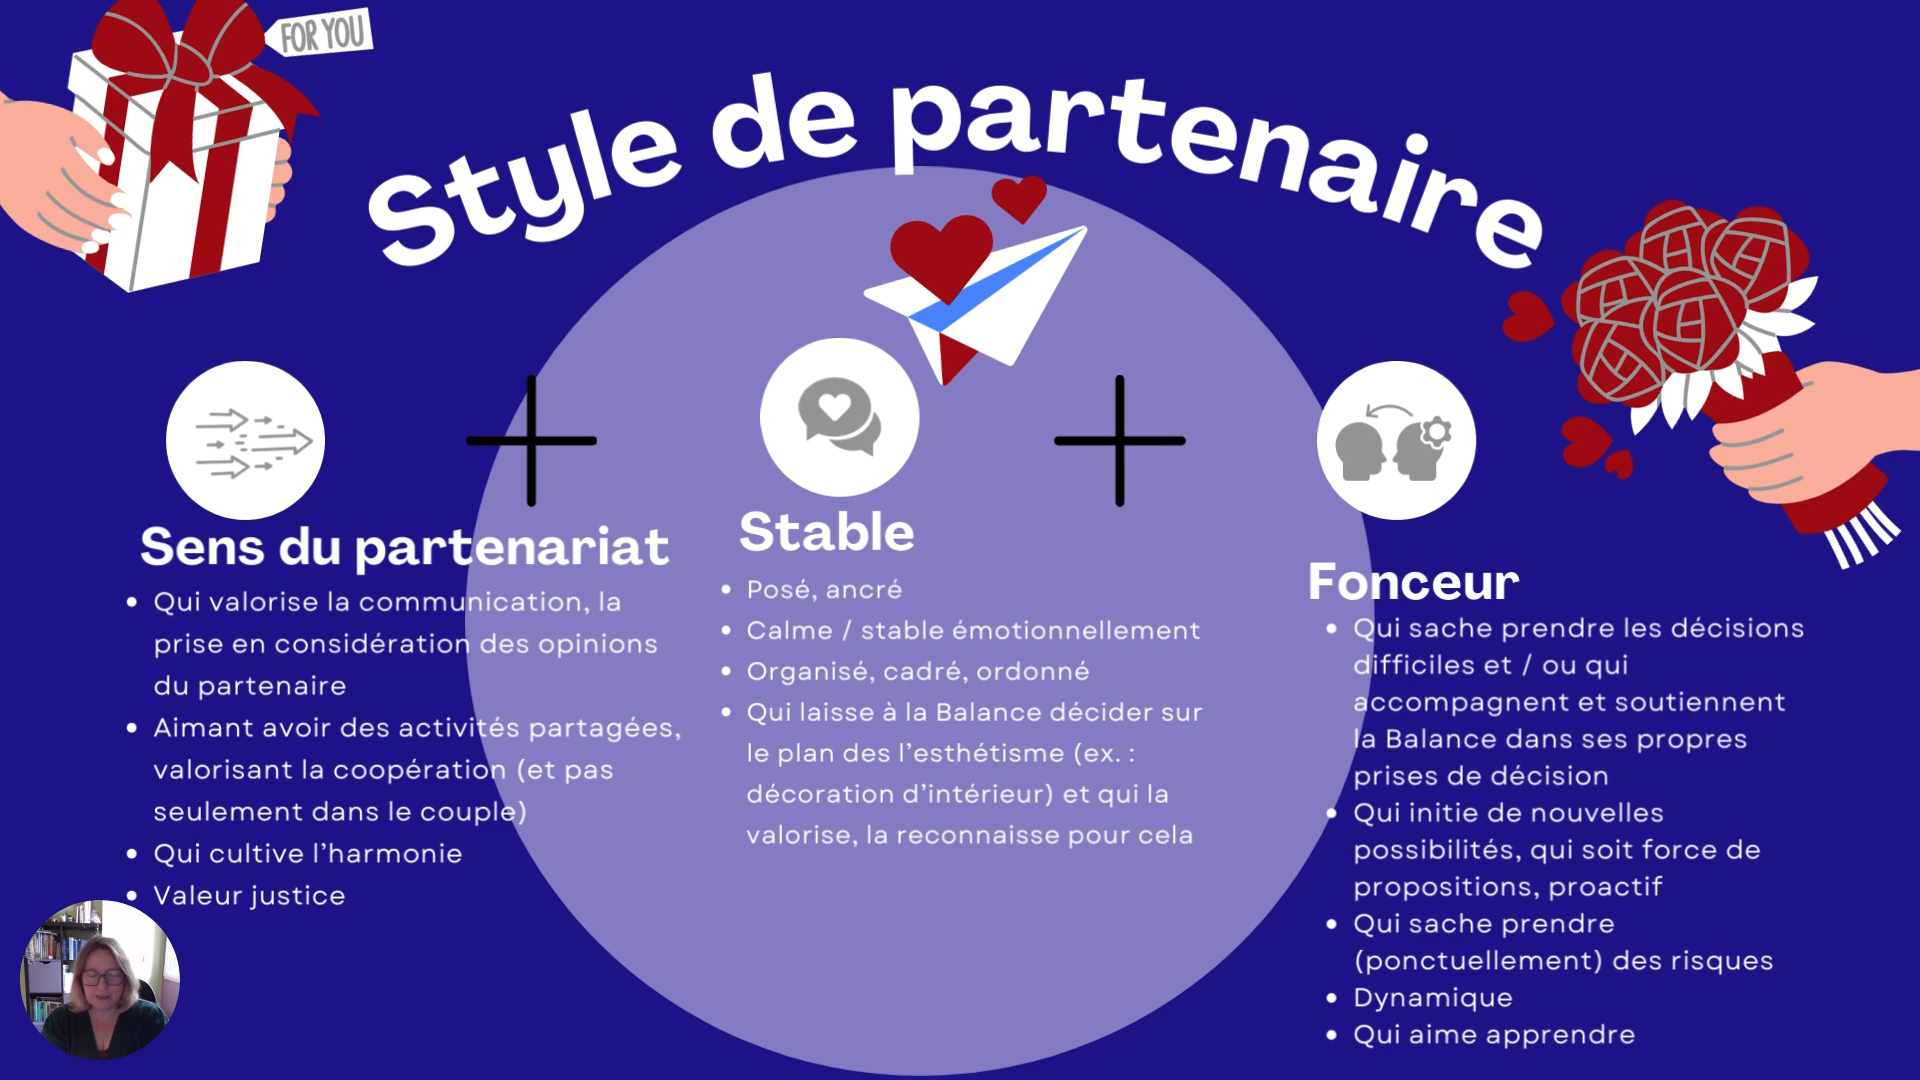 FOR YOU
Style de partenaire
Sens du partenariat
Qui valorise la communication, la
prise en considération des opinions
du partenaire
Aimant avoir des activités partagées,
valorisant la coopération (et pas
seulement dans le couple)
Qui cultive l'harmonie
Valeur justice
Stable
Posé, ancré
Calme / stable émotionnellement
Organisé, cadré, ordonné
Qui laisse à la Balance décider sur
le plan des l'esthétisme (ex. :
décoration d'intérieur) et qui la
valorise, la reconnaisse pour cela
Fonceur
Qui sache prendre les décisions
difficiles et / ou qui
accompagnent et soutiennent
la Balance dans ses propres
prises de décision
Qui initie de nouvelles
possibilités, qui soit force de
propositions, proactif
Qui sache prendre
(ponctuellement) des risques
Dynamique
Qui aime apprendre